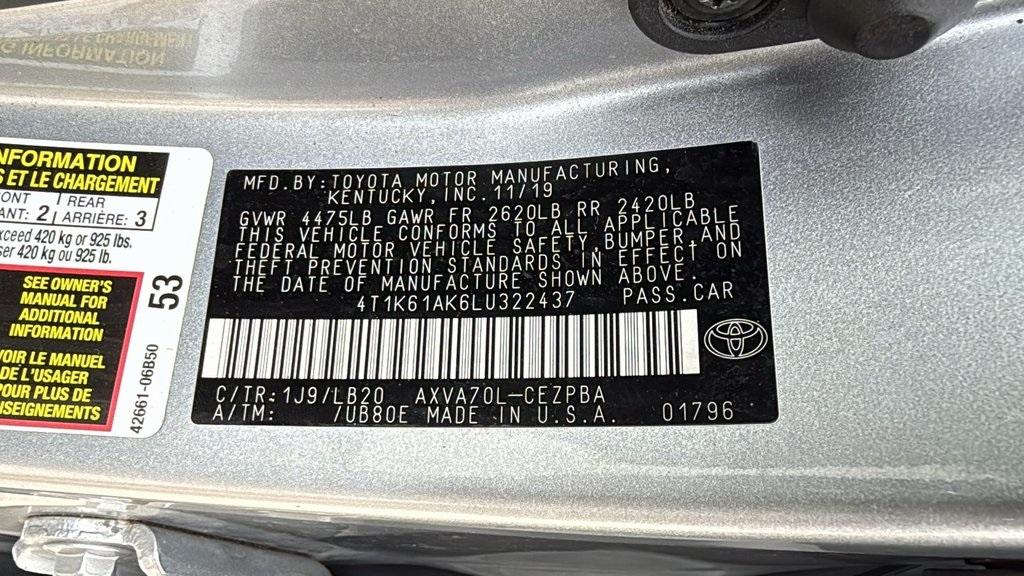 NG INFORMATION
NFORMATION
S ET LE CHARGEMENT
ONT REAR
ANT: 2 ARRIÈRE: 3
xceed 420 kg or 925 lbs.
ser 420 kg ou 925 lb.
SEE OWNER'S
MANUAL FOR
ADDITIONAL
INFORMATION
VOIR LE MANUEL
DE L'USAGER
POUR PLUS DE
NSEIGNEMENTS
53
42661-06B50
MFD.BY:TOYOTA MOTOR MANUFACTURING,
KENTUCKY,INC.11/19
GVWR 4475LB GAWR FR 2620LB RR 2420LB
THIS VEHICLE CONFORMS TO ALL APPLICABLE
FEDERAL MOTOR VEHICLE SAFETY,BUMPER,AND
THEFT PREVENTION STANDARDS IN EFFECT ON
THE DATE OF MANUFACTURE SHOWN ABOVE.
4T1K61AK6LU322437 PASS.CAR
C/TR:1J9/LB20 AXVA70L-CEZPBA
A/TM: /UB80E MADE IN U.S.A. 01796